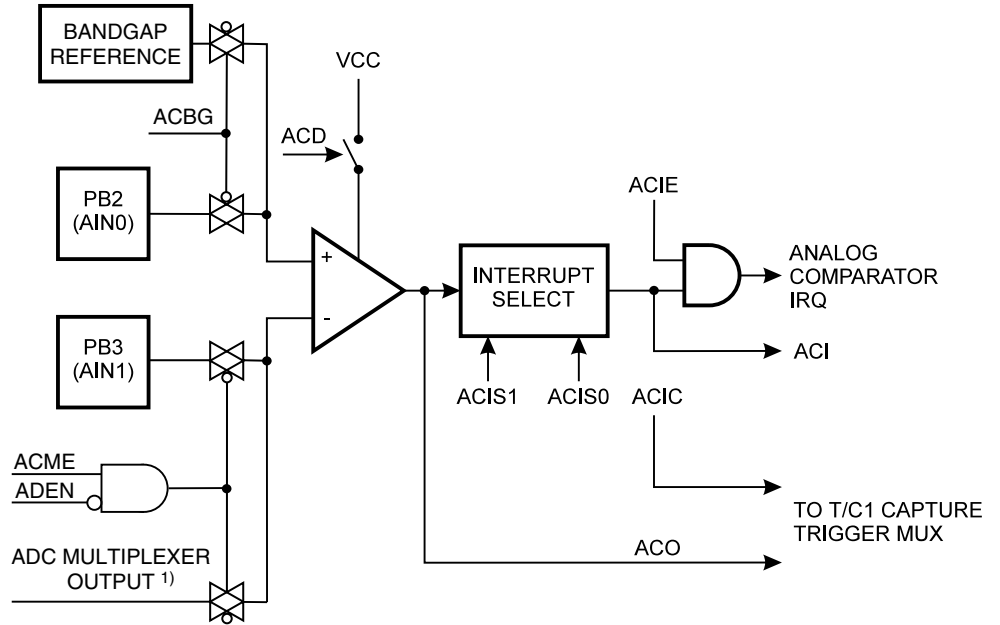 BANDGAP
REFERENCE
VCC
ACBG
ACD
PB2
(AIN0)
ACIE
+
-
INTERRUPT
SELECT
ANALOG
COMPARATOR
IRQ
PB3
(AIN1)
ACI
ACIS1
ACIS0
ACIC
ACME
ADEN
TO T/C1 CAPTURE
TRIGGER MUX
ADC MULTIPLEXER
OUTPUT 1)
ACO